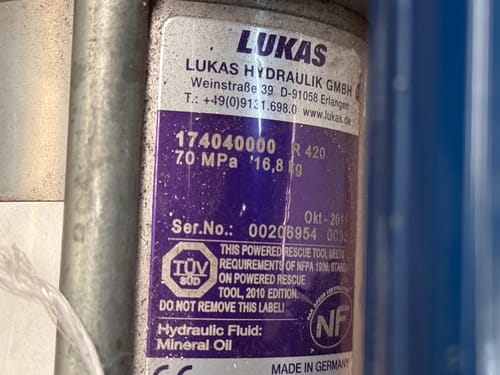 LUKAS
LUKAS HYDRAULIK GMBH
Weinstraße 39 D-91058 Erlangen
T.: +49(0)9131.698.0 www.lukas.de
174040000 R 420
70 MPa 16,8 kg
Okt -
Ser.No.: 00206954
THIS POWERED RESCUE TOOL MEETS
REQUIREMENTS OF NFPA 1936,
ON POWERED RESCUE
TOOL, 2010 EDITION.
DO NOT REMOVE THIS LABEL!
TÜV
SÜD
NF
Hydraulic Fluid:
Mineral Oil
CE
MADE IN GERMANY